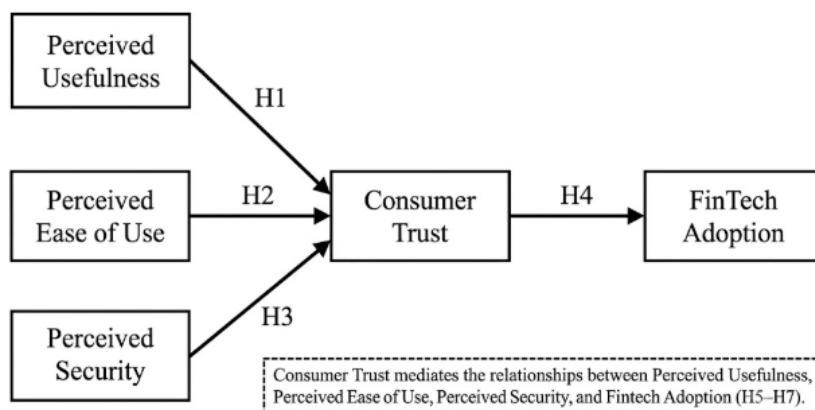 Perceived
Usefulness
H1
Perceived
Ease of Use
H2
Consumer
Trust
H4
FinTech
Adoption
H3
Perceived
Security
Consumer Trust mediates the relationships between Perceived Usefulness,
Perceived Ease of Use, Perceived Security, and Fintech Adoption (H5–H7).